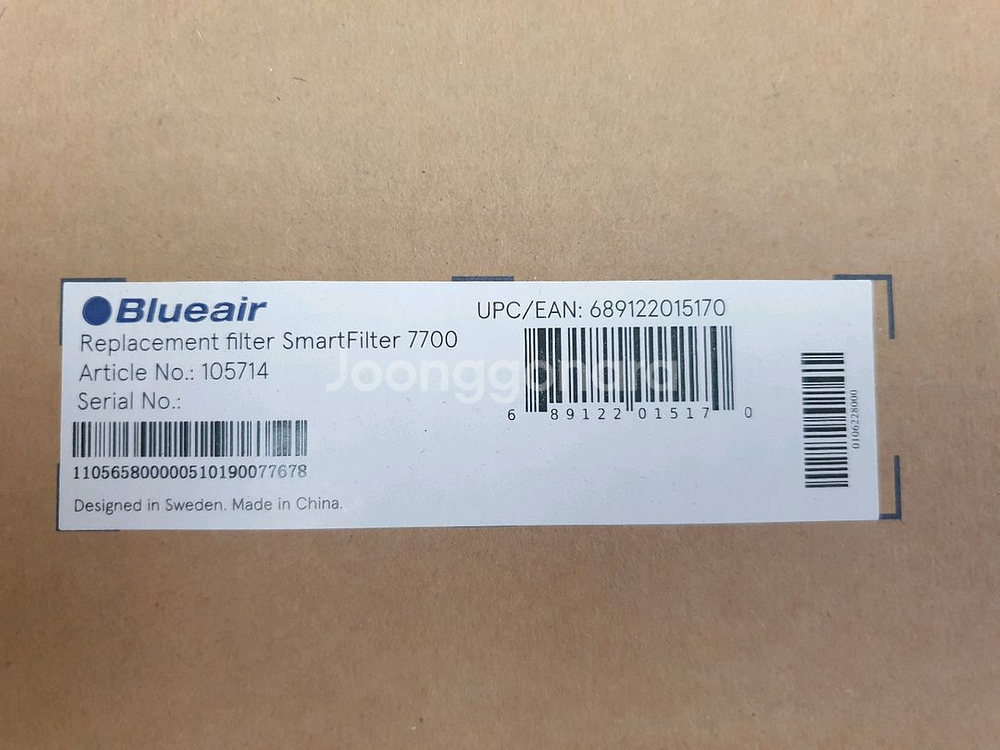 Blueair
Replacement filter SmartFilter 7700
Article No.: 105714
Serial No.:
110565800000510190077678
Designed in Sweden. Made in China.
UPC/EAN: 689122015170
6 89122 01517 0
0106228000
Joonggonara